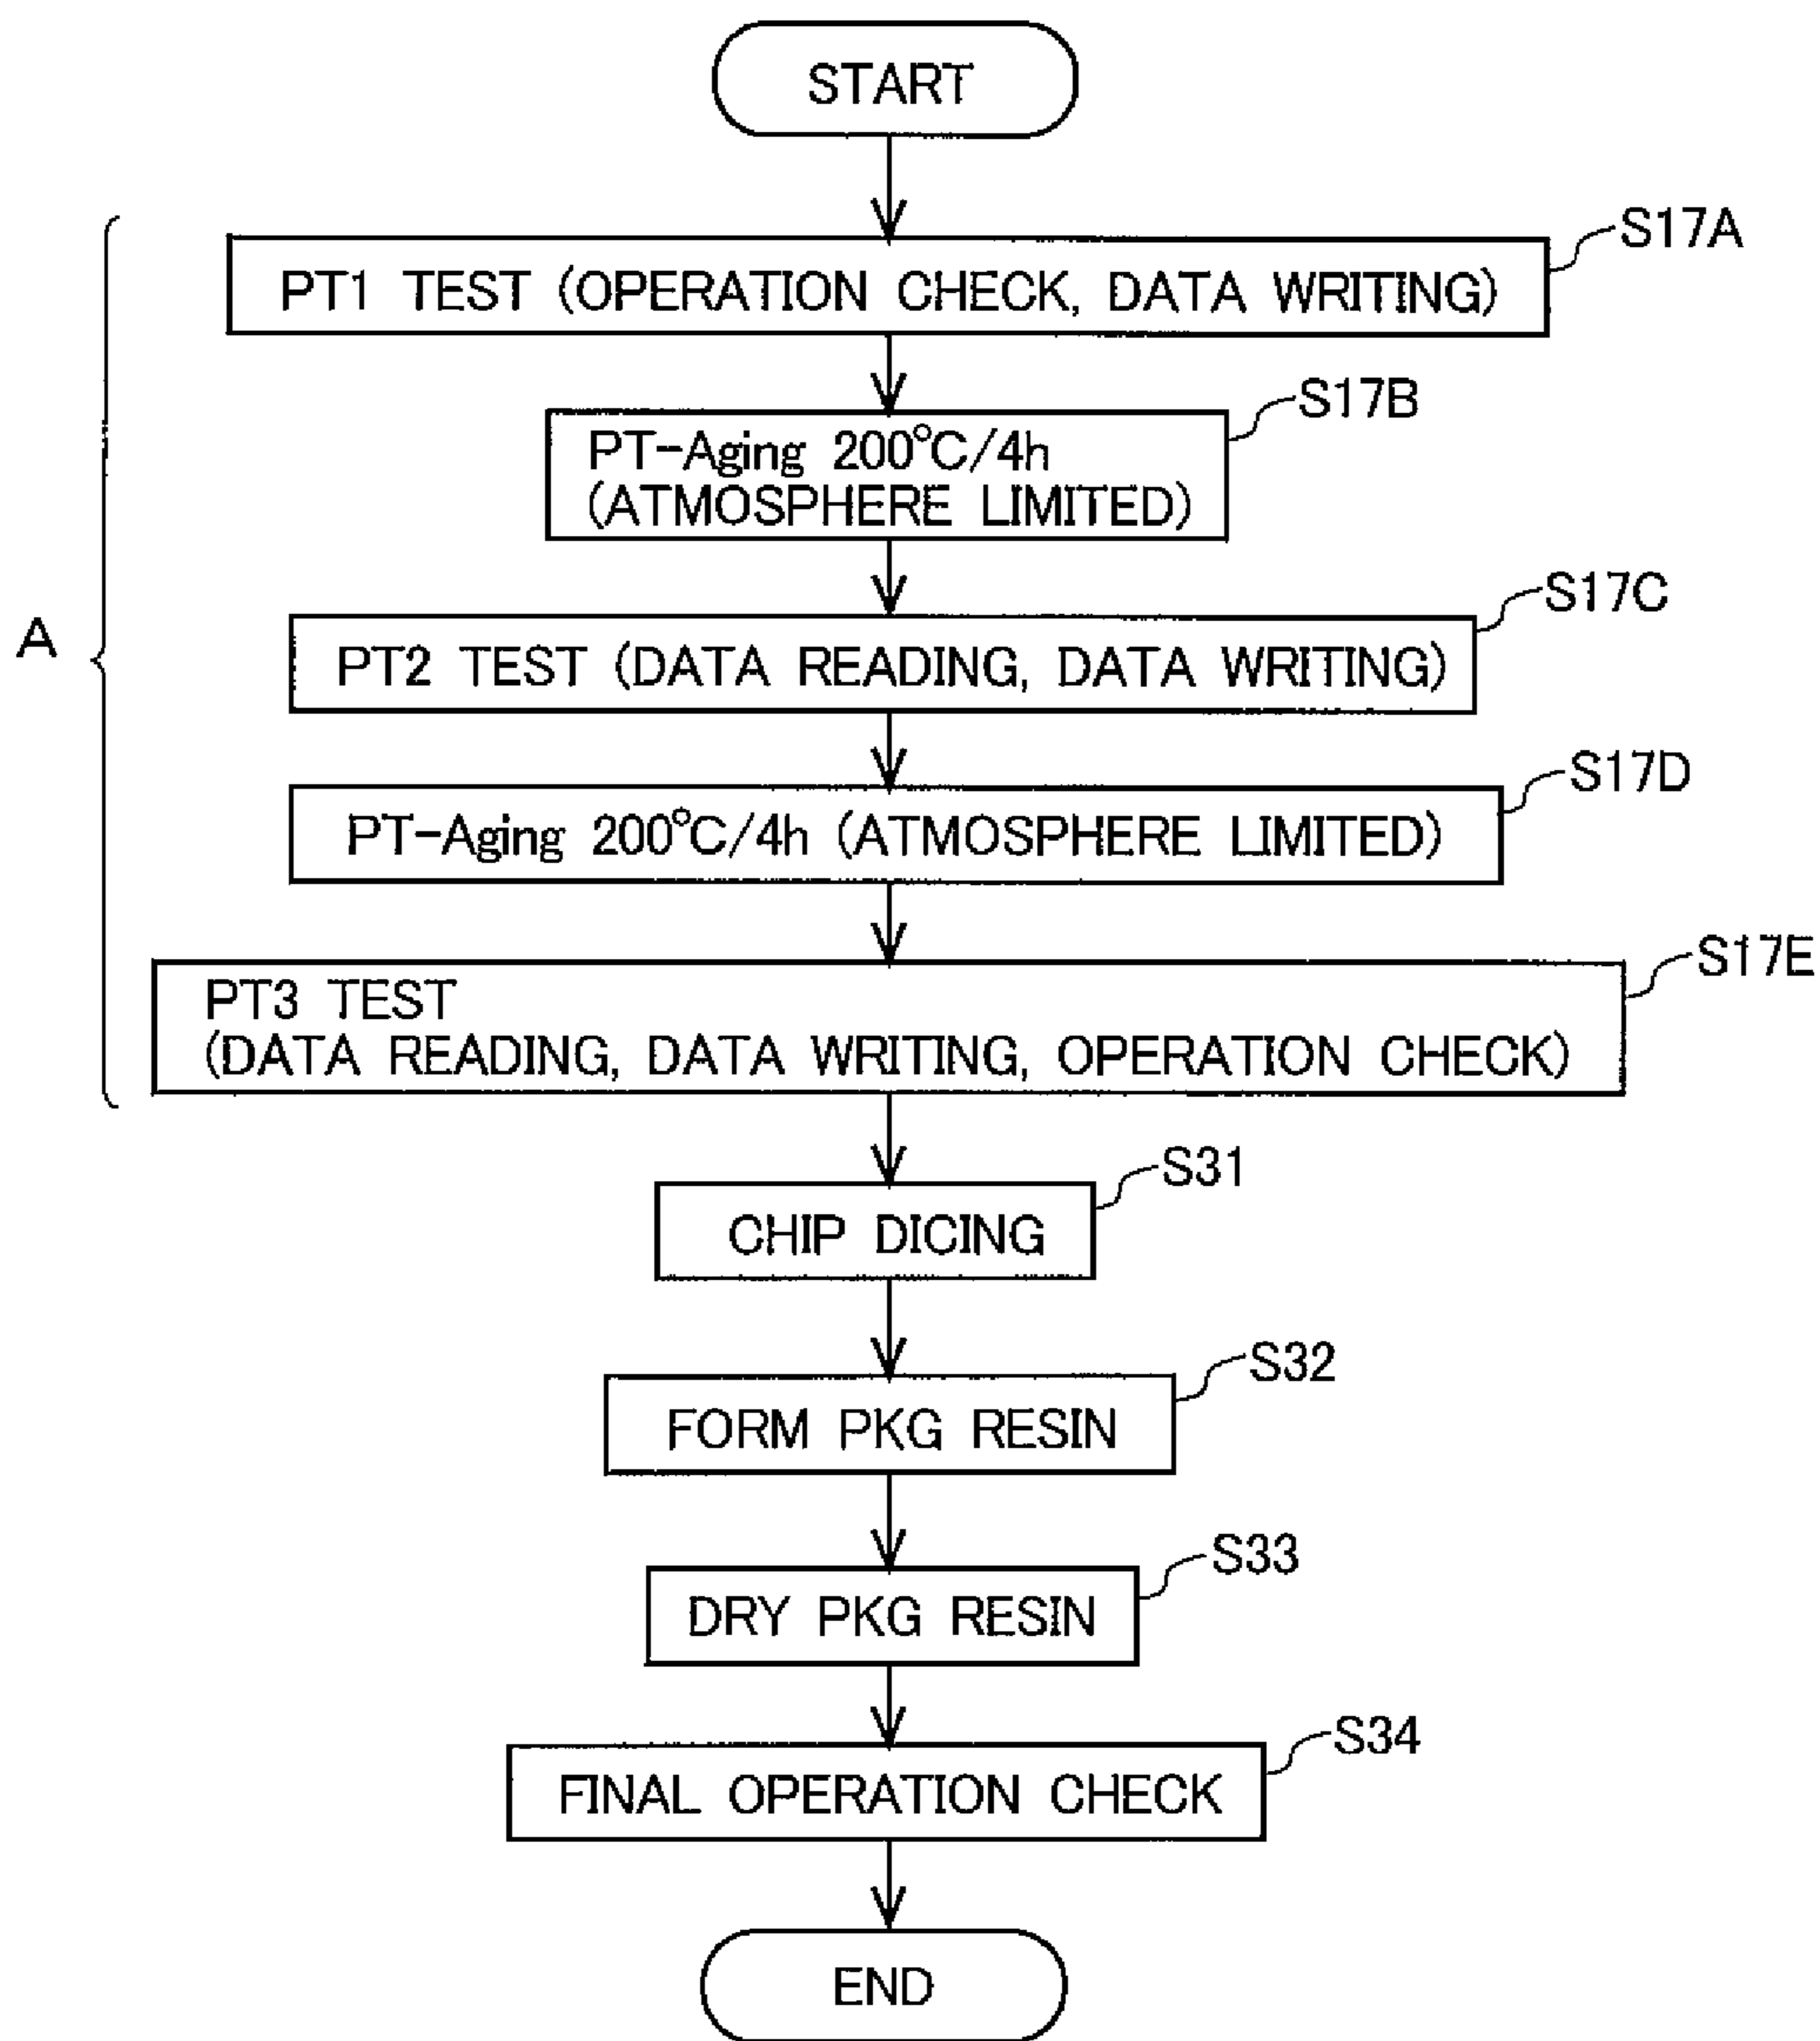 START
S17A
PT1 TEST (OPERATION CHECK, DATA WRITING)
S17B
PT-Aging 200°C/4h
(ATMOSPHERE LIMITED)
S17C
A
PT2 TEST (DATA READING, DATA WRITING)
S17D
PT-Aging 200°C/4h (ATMOSPHERE LIMITED)
S17E
PT3 TEST
(DATA READING, DATA WRITING, OPERATION CHECK)
S31
CHIP DICING
S32
FORM PKG RESIN
S33
DRY PKG RESIN
S34
FINAL OPERATION CHECK
END